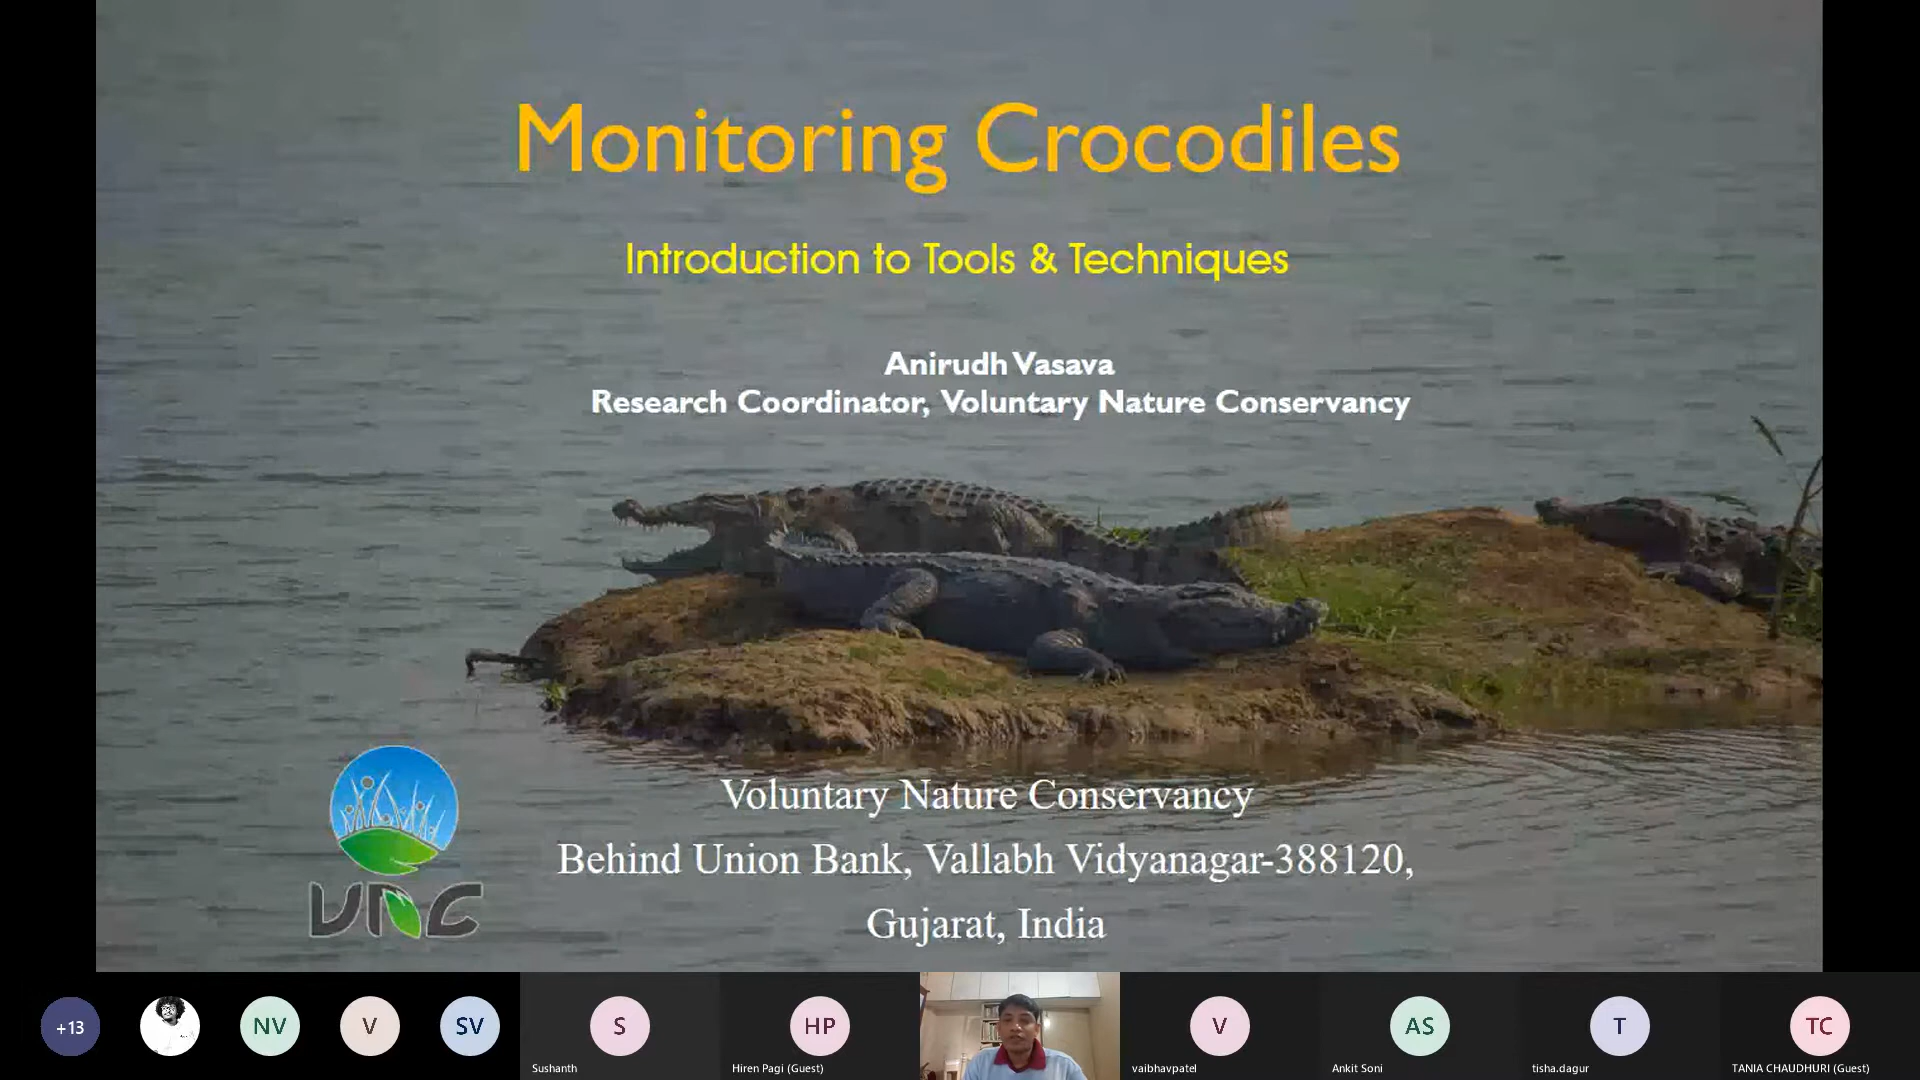 Monitoring Crocodiles
Introduction to Tools & Techniques
Anirudh Vasava
Research Coordinator, Voluntary Nature Conservancy
VNC
Voluntary Nature Conservancy
Behind Union Bank, Vallabh Vidyanagar-388120,
Gujarat, India
+13
NV
V
SV
S
Sushanth
HP
Hiren Pagi (Guest)
V
vaibhavpatel
AS
Ankit Soni
T
tisha.dagur
TC
TANIA CHAUDHURI (Guest)